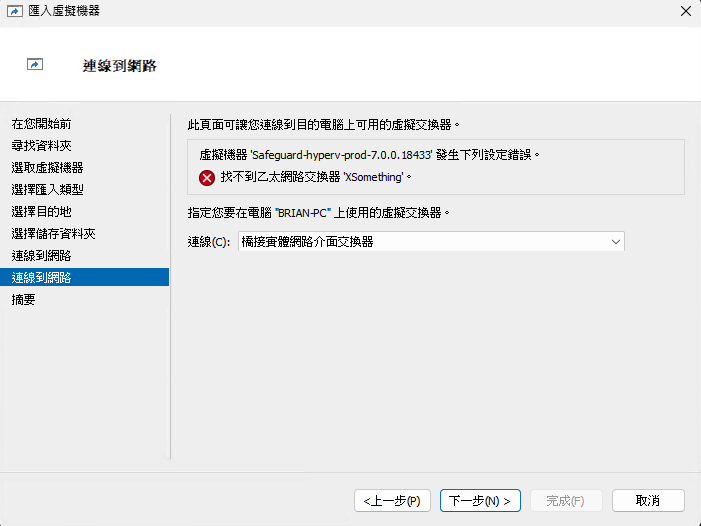 匯入虛擬機器
連線到網路
在您開始前
尋找資料夾
選取虛擬機器
選擇匯入類型
選擇目的地
選擇儲存資料夾
連線到網路
連線到網路
摘要
此頁面可讓您連線到目的電腦上可用的虛擬交換器。
虛擬機器 'Safeguard-hyperv-prod-7.0.0.18433' 發生下列設定錯誤。
找不到乙太網路交換器 'XSomething'。
指定您要在電腦 "BRIAN-PC" 上使用的虛擬交換器。
連線(C): 橋接實體網路介面交換器
<上一步(P) 下一步(N) > 完成(F) 取消